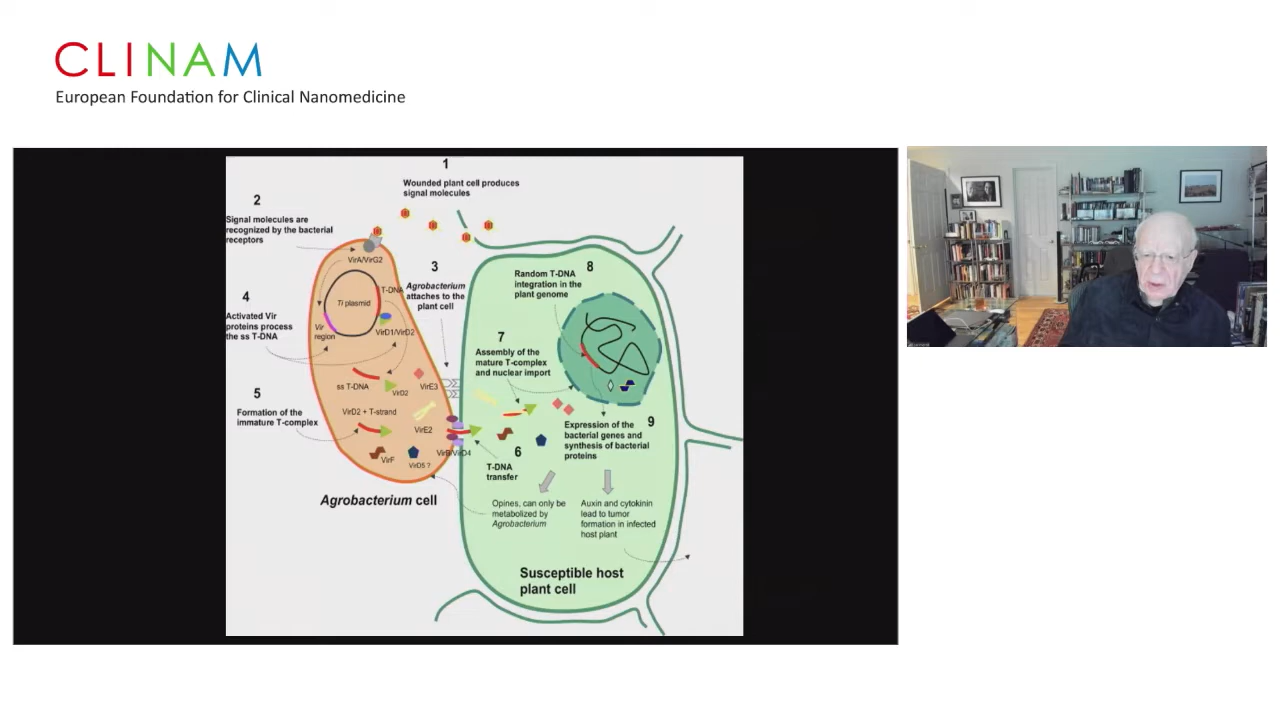 CLINAM
European Foundation for Clinical Nanomedicine
1
Wounded plant cell produces
signal molecules
2
Signal molecules are
recognized by the bacterial
receptors
VirA/VirG2
3
Agrobacterium
attaches to the
plant cell
T-DNA
Ti plasmid
4
Activated Vir
proteins process
the ss T-DNA
Vir
region
VirD1/VirD2
ss T-DNA
VirD2
VirE3
5
Formation of the
immature T-complex
VirD2 + T-strand
VirE2
VirF
VirD5 ?
VirB/VirD4
Agrobacterium cell
6
T-DNA
transfer
7
Assembly of the
mature T-complex
and nuclear import
8
Random T-DNA
integration in the
plant genome
9
Expression of the
bacterial genes and
synthesis of bacterial
proteins
Opines, can only be
metabolized by
Agrobacterium
Auxin and cytokinin
lead to tumor
formation in infected
host plant
Susceptible host
plant cell